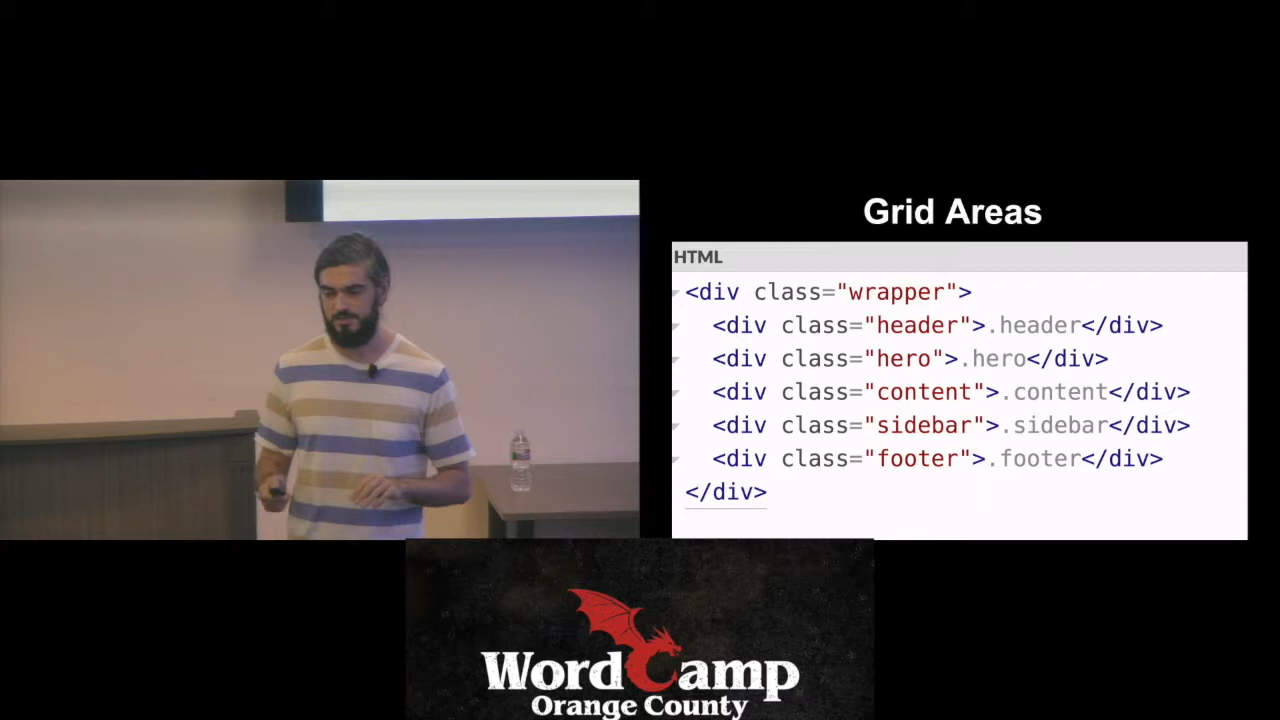 Grid Areas
HTML
<div class="wrapper">
<div class="header">.header</div>
<div class="hero">.hero</div>
<div class="content">.content</div>
<div class="sidebar">.sidebar</div>
<div class="footer">.footer</div>
</div>
WordCamp
Orange County